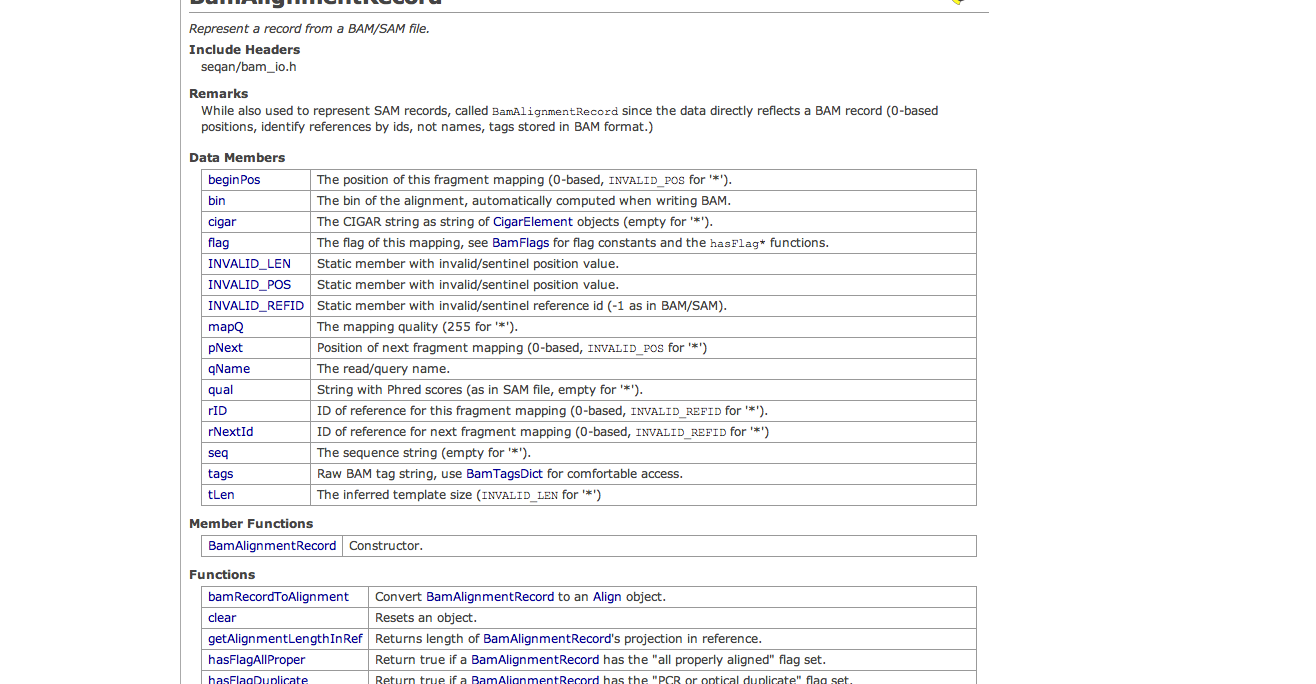 BamAlignmentRecord
Represent a record from a BAM/SAM file.
Include Headers
seqan/bam_io.h
Remarks
While also used to represent SAM records, called BamAlignmentRecord since the data directly reflects a BAM record (0-based
positions, identify references by ids, not names, tags stored in BAM format.)
Data Members
beginPos The position of this fragment mapping (0-based, INVALID_POS for '*').
bin The bin of the alignment, automatically computed when writing BAM.
cigar The CIGAR string as string of CigarElement objects (empty for '*').
flag The flag of this mapping, see BamFlags for flag constants and the hasFlag* functions.
INVALID_LEN Static member with invalid/sentinel position value.
INVALID_POS Static member with invalid/sentinel position value.
INVALID_REFID Static member with invalid/sentinel reference id (-1 as in BAM/SAM).
mapQ The mapping quality (255 for '*').
pNext Position of next fragment mapping (0-based, INVALID_POS for '*')
qName The read/query name.
qual String with Phred scores (as in SAM file, empty for '*').
rID ID of reference for this fragment mapping (0-based, INVALID_REFID for '*').
rNextId ID of reference for next fragment mapping (0-based, INVALID_REFID for '*')
seq The sequence string (empty for '*').
tags Raw BAM tag string, use BamTagsDict for comfortable access.
tLen The inferred template size (INVALID_LEN for '*')
Member Functions
BamAlignmentRecord Constructor.
Functions
bamRecordToAlignment Convert BamAlignmentRecord to an Align object.
clear Resets an object.
getAlignmentLengthInRef Returns length of BamAlignmentRecord's projection in reference.
hasFlagAllProper Return true if a BamAlignmentRecord has the "all properly aligned" flag set.
hasFlagDuplicate Return true if a BamAlignmentRecord has the "PCR or optical duplicate" flag set.